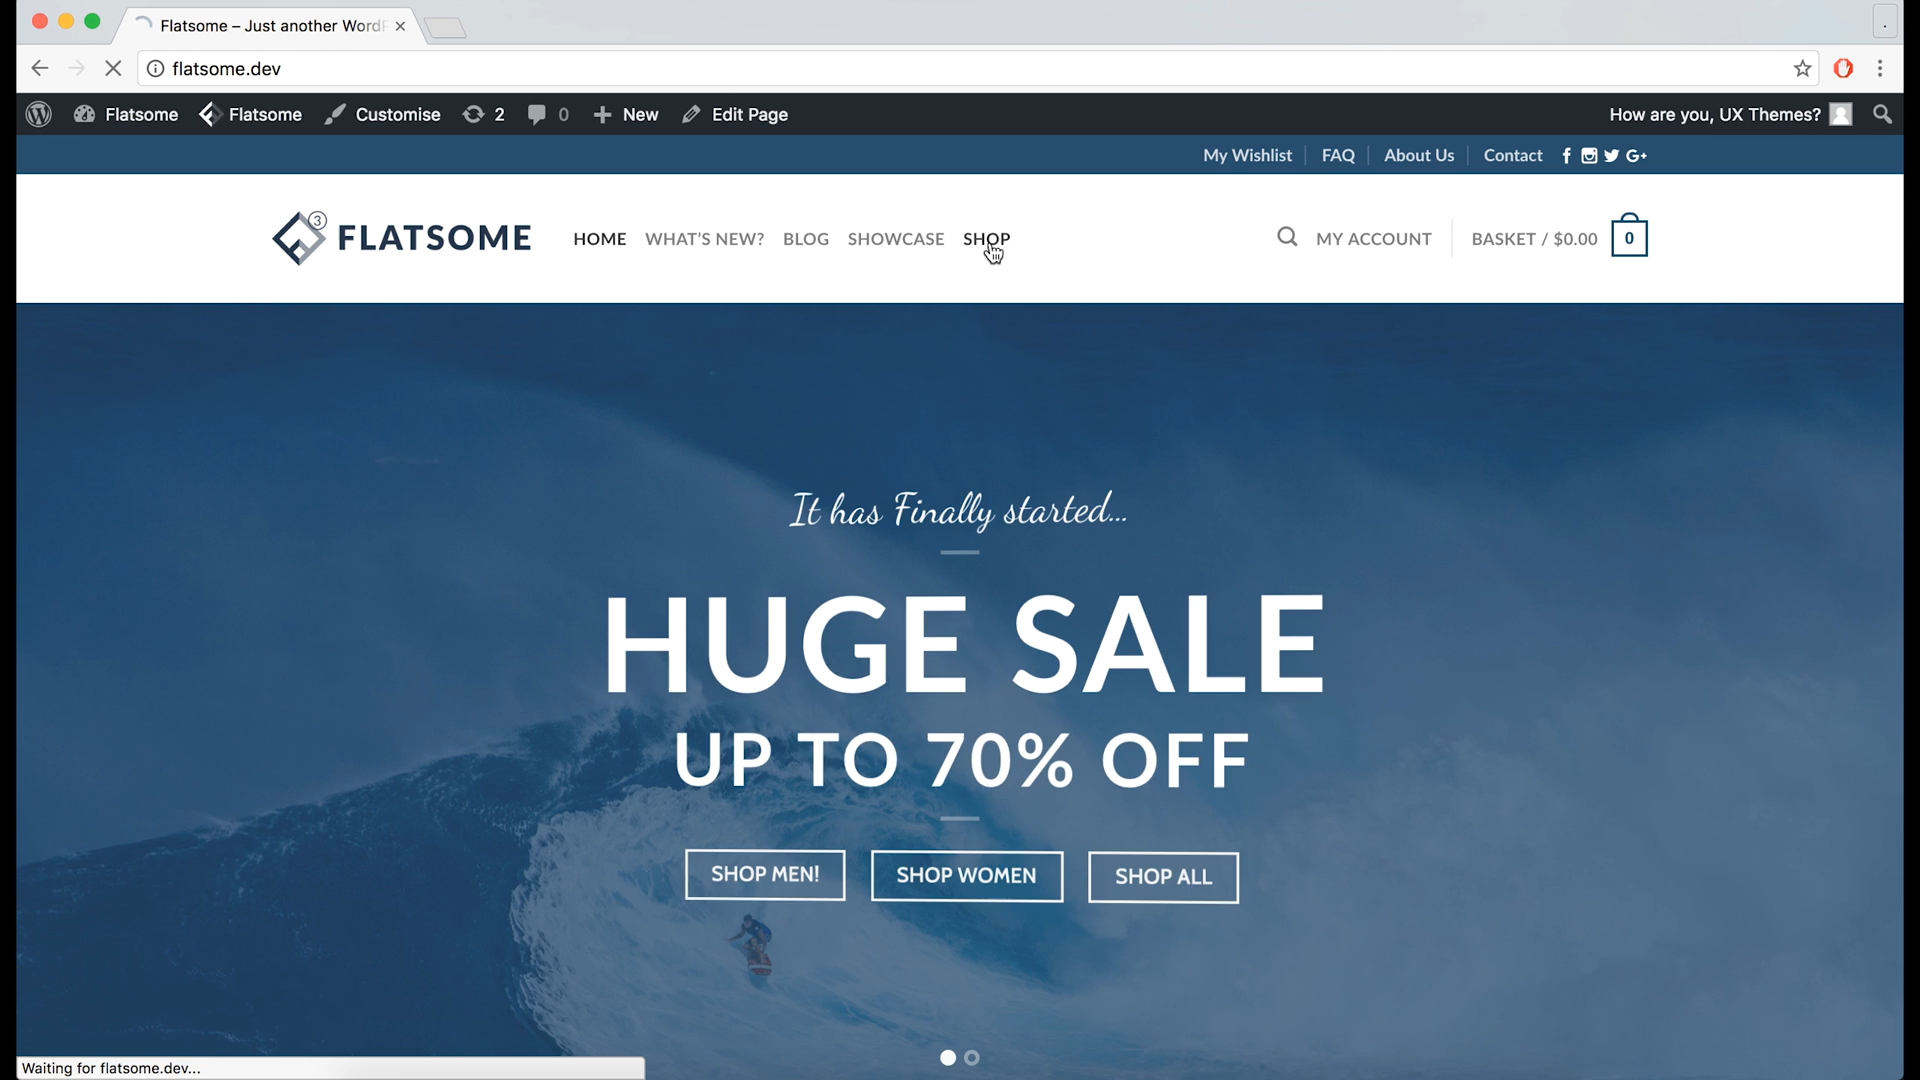 Flatsome – Just another WordP
flatsome.dev
Flatsome Flatsome Customise 2 0 New Edit Page How are you, UX Themes?
My Wishlist FAQ About Us Contact G+
3 FLATSOME HOME WHAT'S NEW? BLOG SHOWCASE SHOP MY ACCOUNT BASKET / $0.00 0
It has Finally started...
HUGE SALE
UP TO 70% OFF
SHOP MEN! SHOP WOMEN SHOP ALL
Waiting for flatsome.dev...